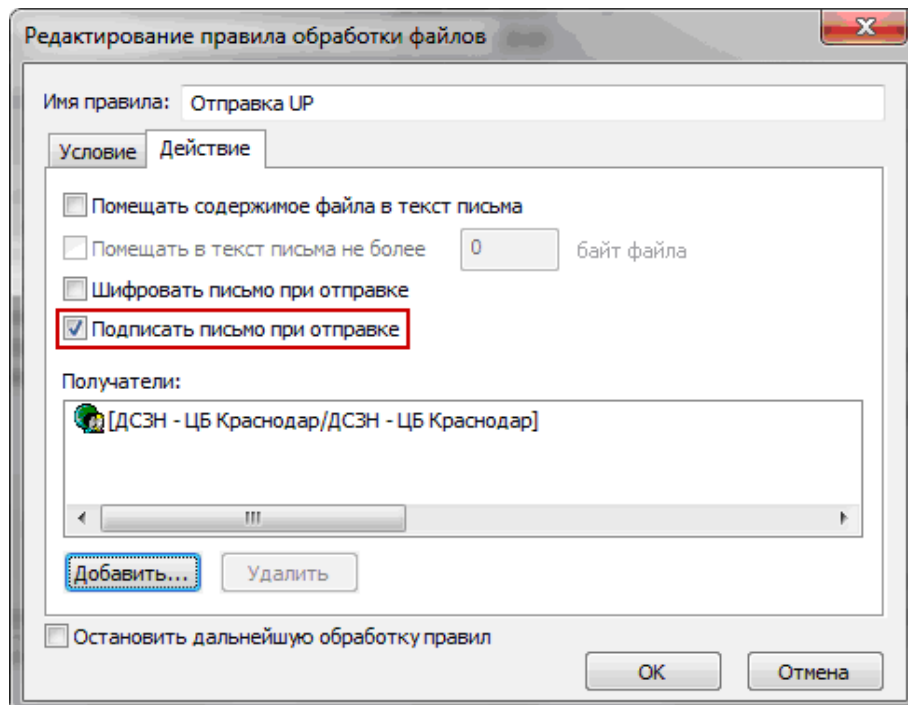 Редактирование правила обработки файлов
Имя правила: Отправка UP
Условие Действие
Помещать содержимое файла в текст письма
Помещать в текст письма не более 0 байт файла
Шифровать письмо при отправке
Подписать письмо при отправке
Получатели:
[ДСЗН - ЦБ Краснодар/ДСЗН - ЦБ Краснодар]
Добавить... Удалить
Остановить дальнейшую обработку правил
OK Отмена